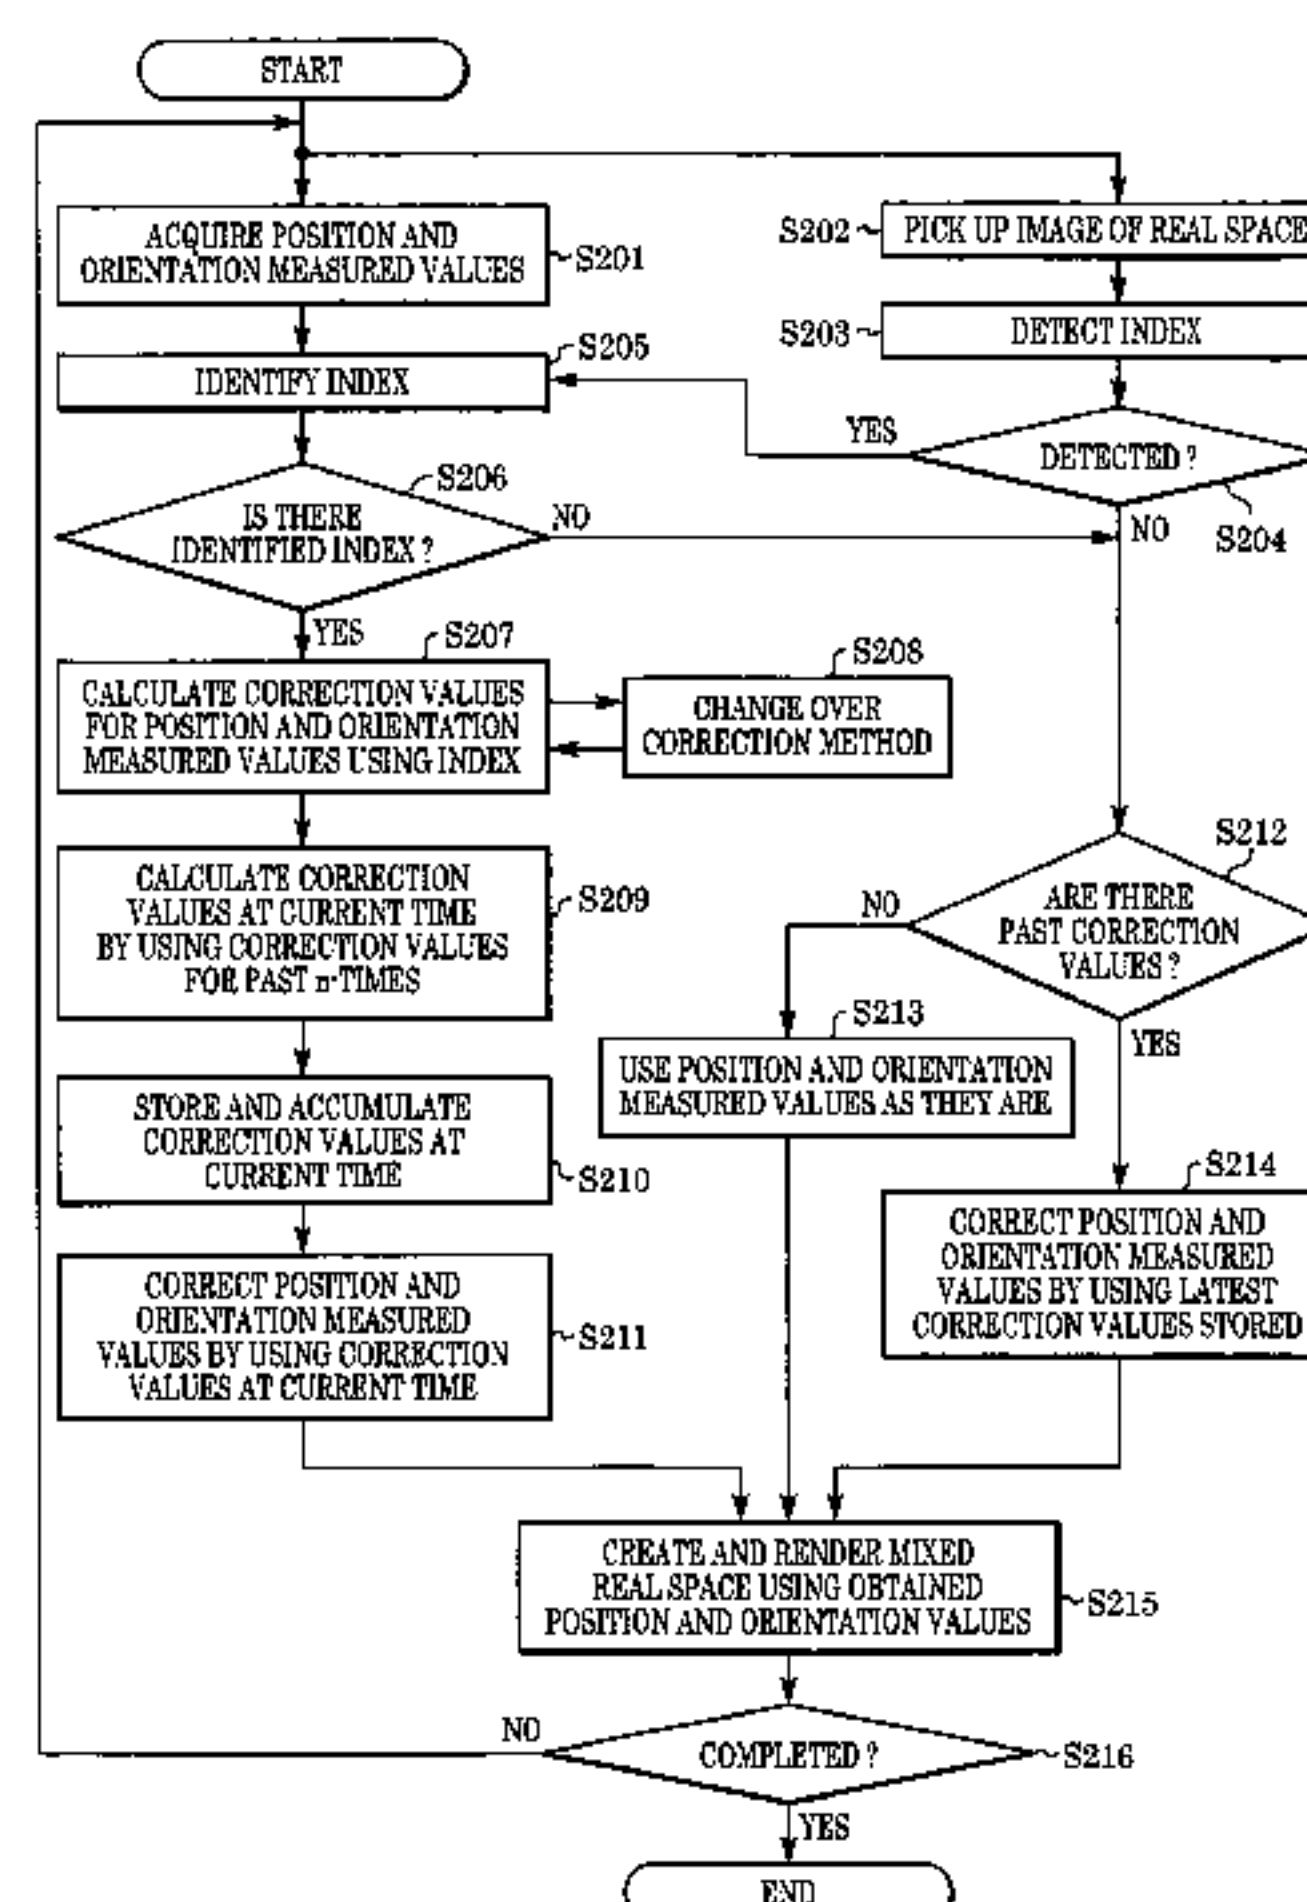 START
ACQUIRE POSITION AND
ORIENTATION MEASURED VALUES
S201
S202
PICK UP IMAGE OF REAL SPACE
S203
DETECT INDEX
S205
IDENTIFY INDEX
YES
DETECTED ?
S204
NO
S206
IS THERE
IDENTIFIED INDEX ?
NO
YES
S207
CALCULATE CORRECTION VALUES
FOR POSITION AND ORIENTATION
MEASURED VALUES USING INDEX
S208
CHANGE OVER
CORRECTION METHOD
CALCULATE CORRECTION
VALUES AT CURRENT TIME
BY USING CORRECTION VALUES
FOR PAST n-TIMES
S209
S212
ARE THERE
PAST CORRECTION
VALUES ?
NO
YES
S213
USE POSITION AND ORIENTATION
MEASURED VALUES AS THEY ARE
STORE AND ACCUMULATE
CORRECTION VALUES AT
CURRENT TIME
S210
S214
CORRECT POSITION AND
ORIENTATION MEASURED
VALUES BY USING LATEST
CORRECTION VALUES STORED
CORRECT POSITION AND
ORIENTATION MEASURED
VALUES BY USING CORRECTION
VALUES AT CURRENT TIME
S211
CREATE AND RENDER MIXED
REAL SPACE USING OBTAINED
POSITION AND ORIENTATION VALUES
S215
NO
COMPLETED ?
S216
YES
END